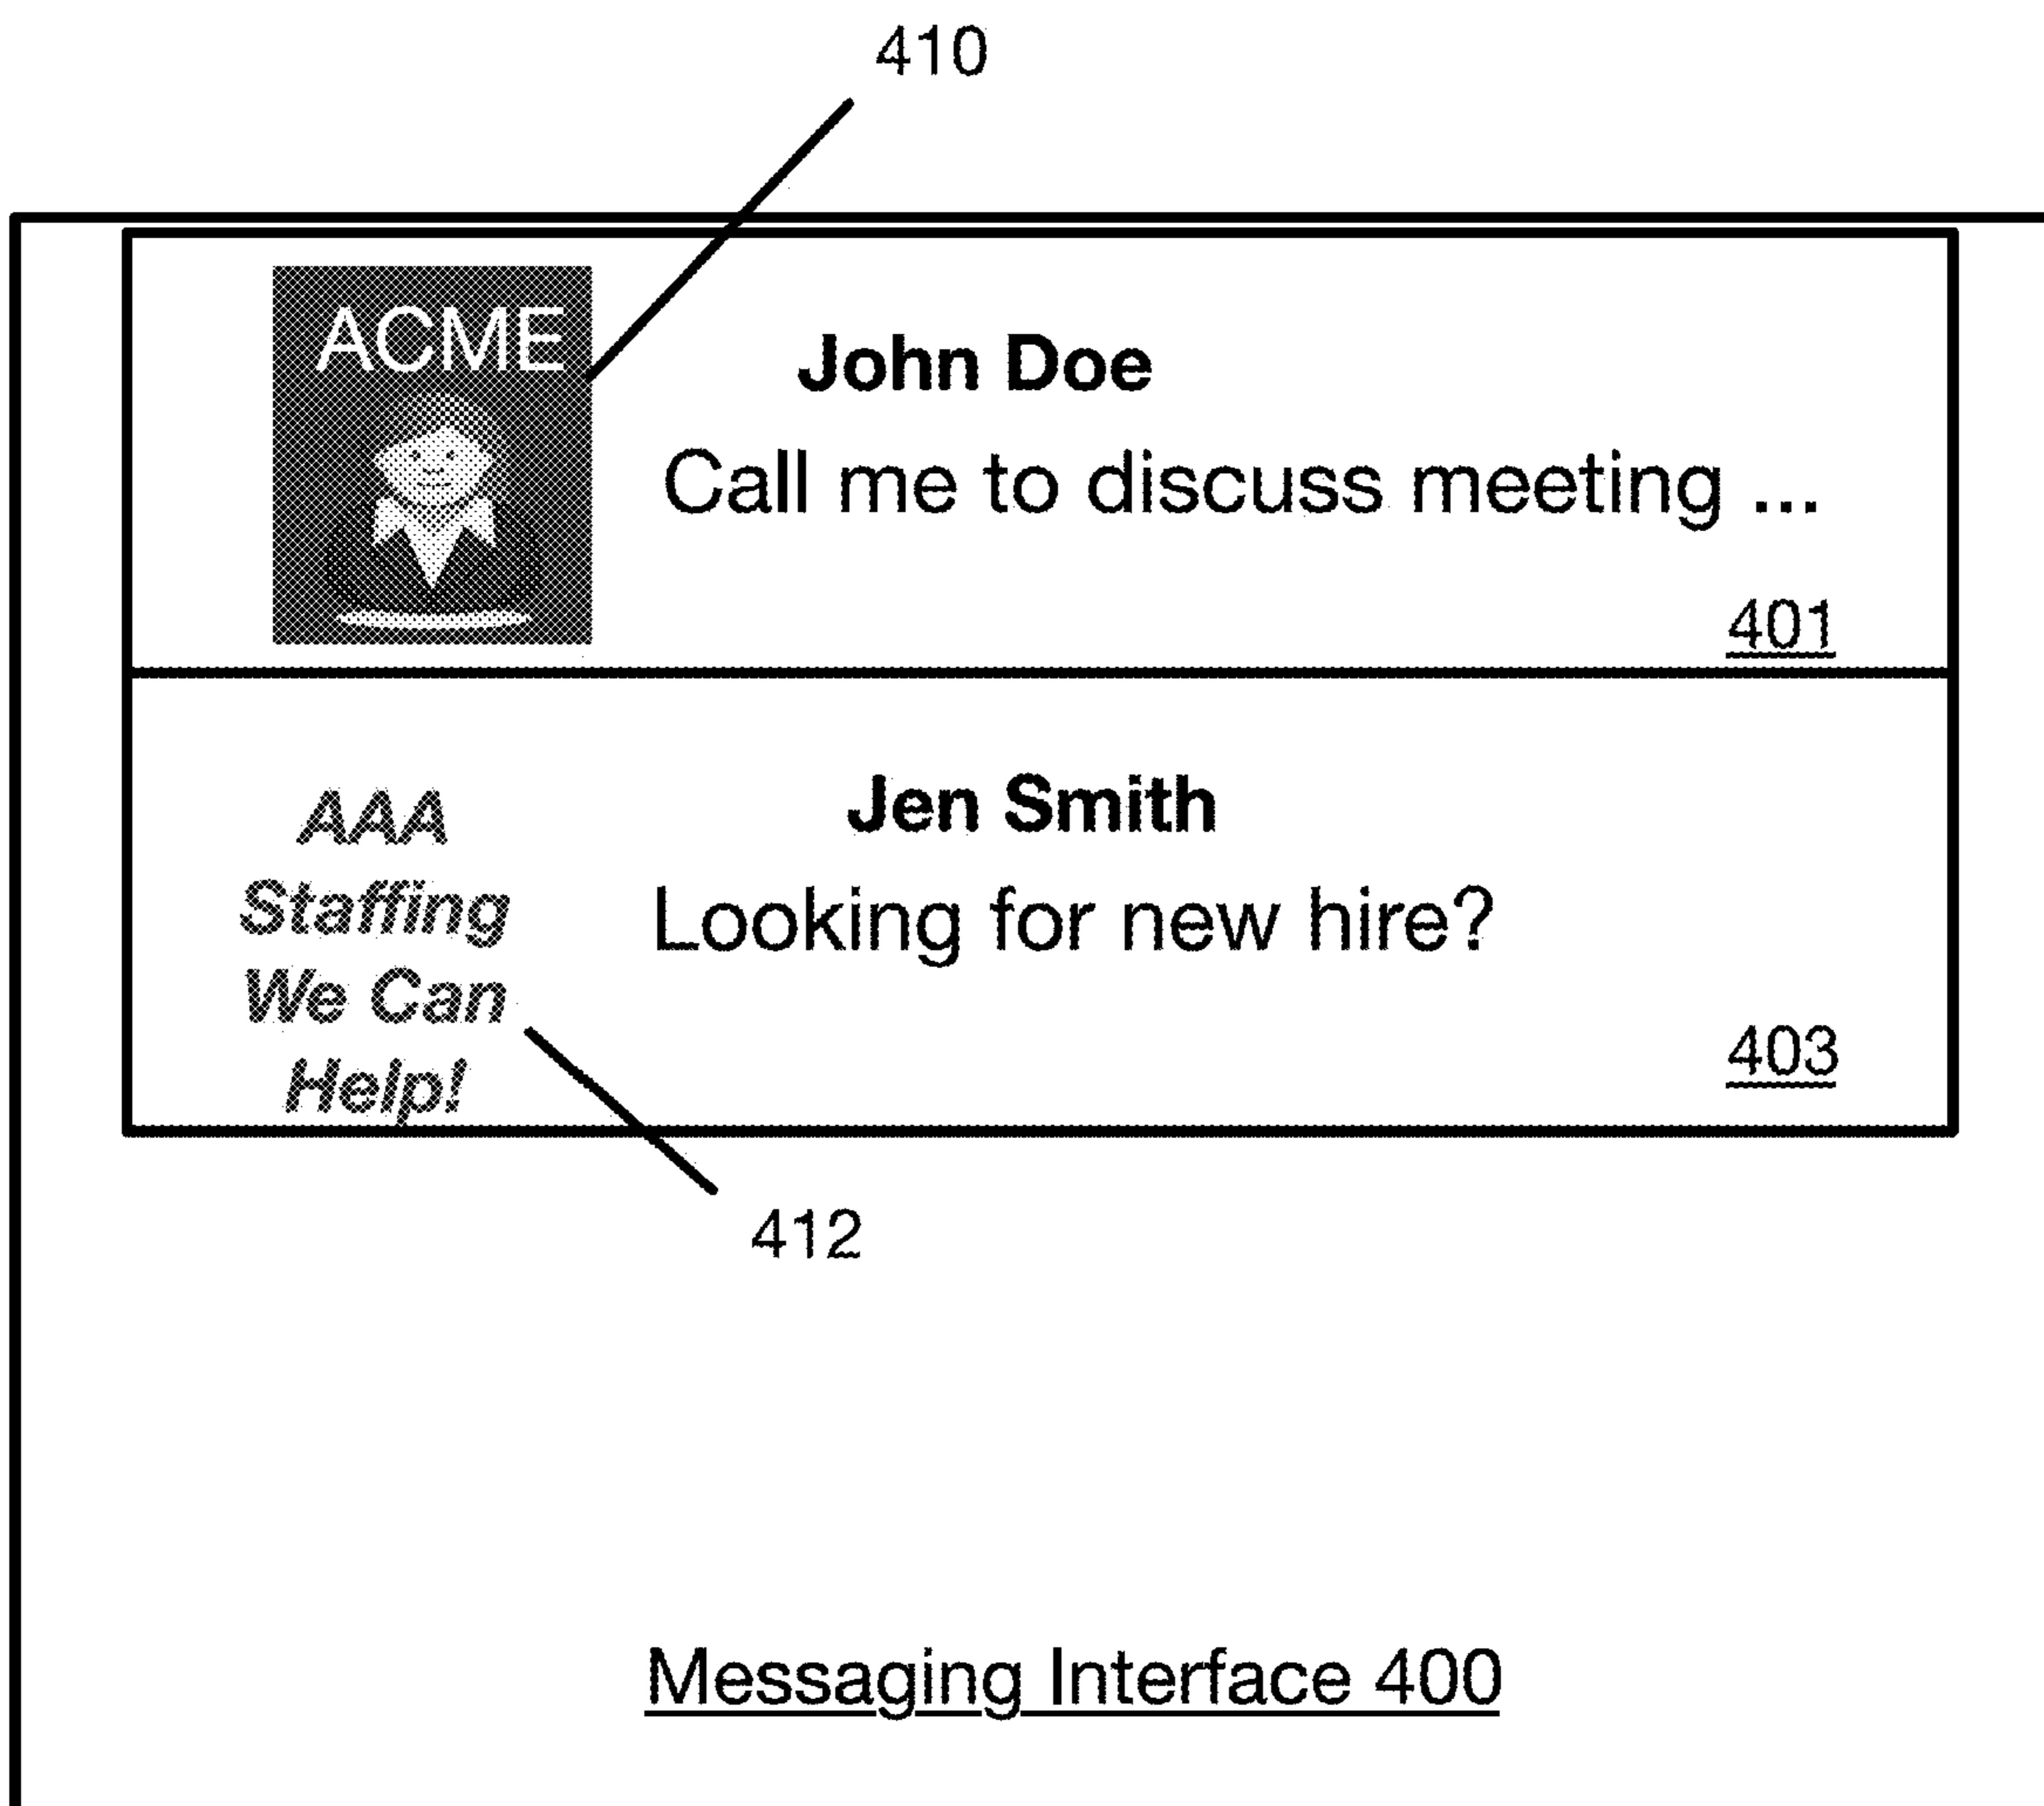 410
ACME
John Doe
Call me to discuss meeting ...
401
AAA
Staffing
We Can
Help!
Jen Smith
Looking for new hire?
403
412
Messaging Interface 400